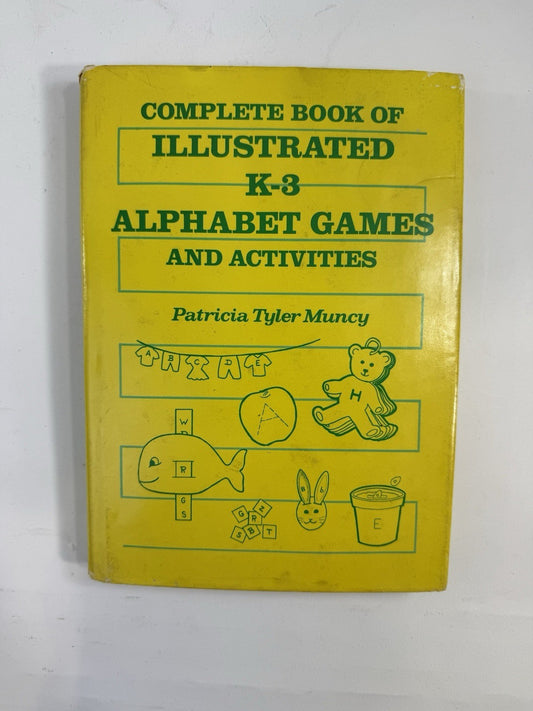 COMPLETE BOOK OF
ILLUSTRATED
K-3
ALPHABET GAMES
AND ACTIVITIES
Patricia Tyler Muncy
A B C D E
A
H
W
R
G
S
B L
G Z
R
S B T
E